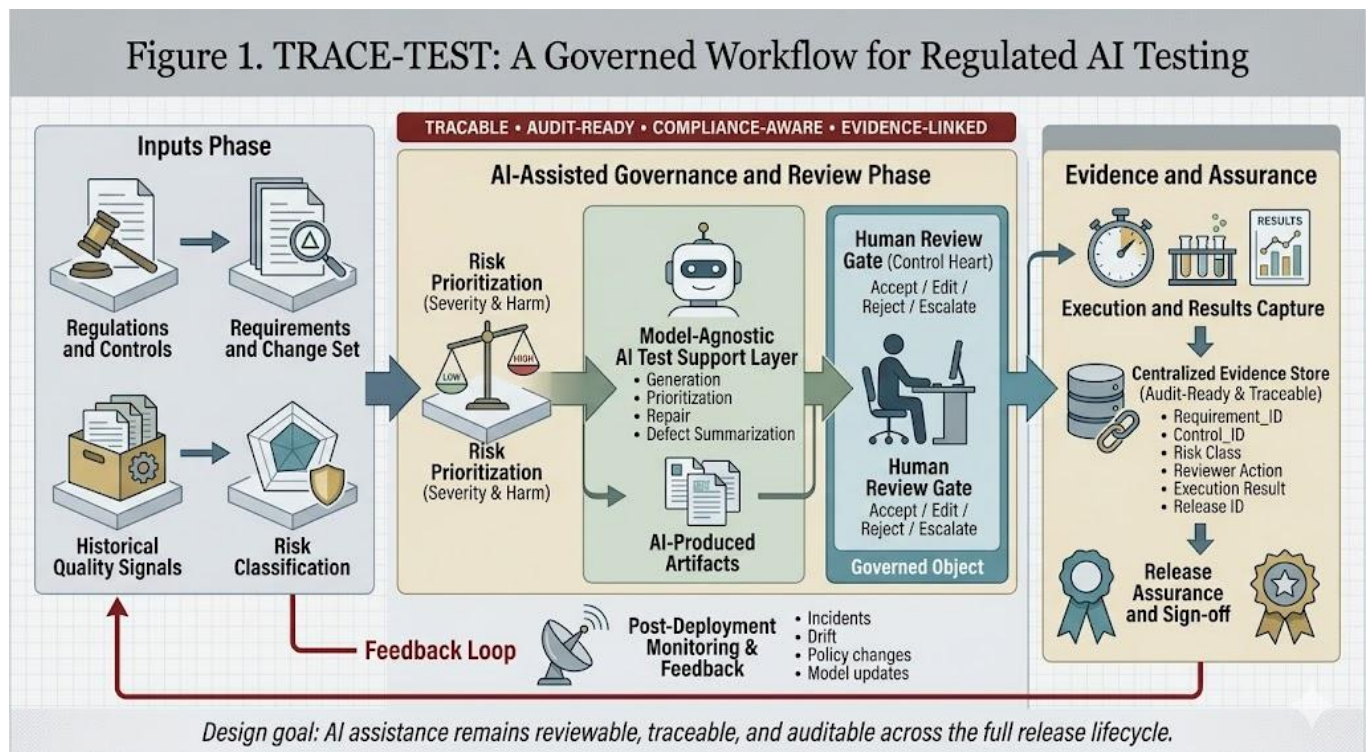 Figure 1. TRACE-TEST: A Governed Workflow for Regulated AI Testing
Inputs Phase
Regulations
and Controls
Requirements
and Change Set
Historical
Quality Signals
Risk
Classification
TRACABLE • AUDIT-READY • COMPLIANCE-AWARE • EVIDENCE-LINKED
AI-Assisted Governance and Review Phase
Risk
Prioritization
(Severity & Harm)
LOW
HIGH
Risk
Prioritization
(Severity & Harm)
Model-Agnostic
AI Test Support Layer
• Generation
• Prioritization
• Repair
• Defect Summarization
AI-Produced
Artifacts
Human Review
Gate (Control Heart)
Accept / Edit /
Reject / Escalate
Human
Review Gate
Accept / Edit /
Reject / Escalate
Governed Object
Evidence and Assurance
RESULTS
Execution and Results Capture
Centralized Evidence Store
(Audit-Ready & Traceable)
• Requirement_ID
• Control_ID
• Risk Class
• Reviewer Action
• Execution Result
• Release ID
Release
Assurance
and Sign-off
Feedback Loop
Post-Deployment
Monitoring &
Feedback
• Incidents
• Drift
• Policy changes
• Model updates
Design goal: AI assistance remains reviewable, traceable, and auditable across the full release lifecycle.